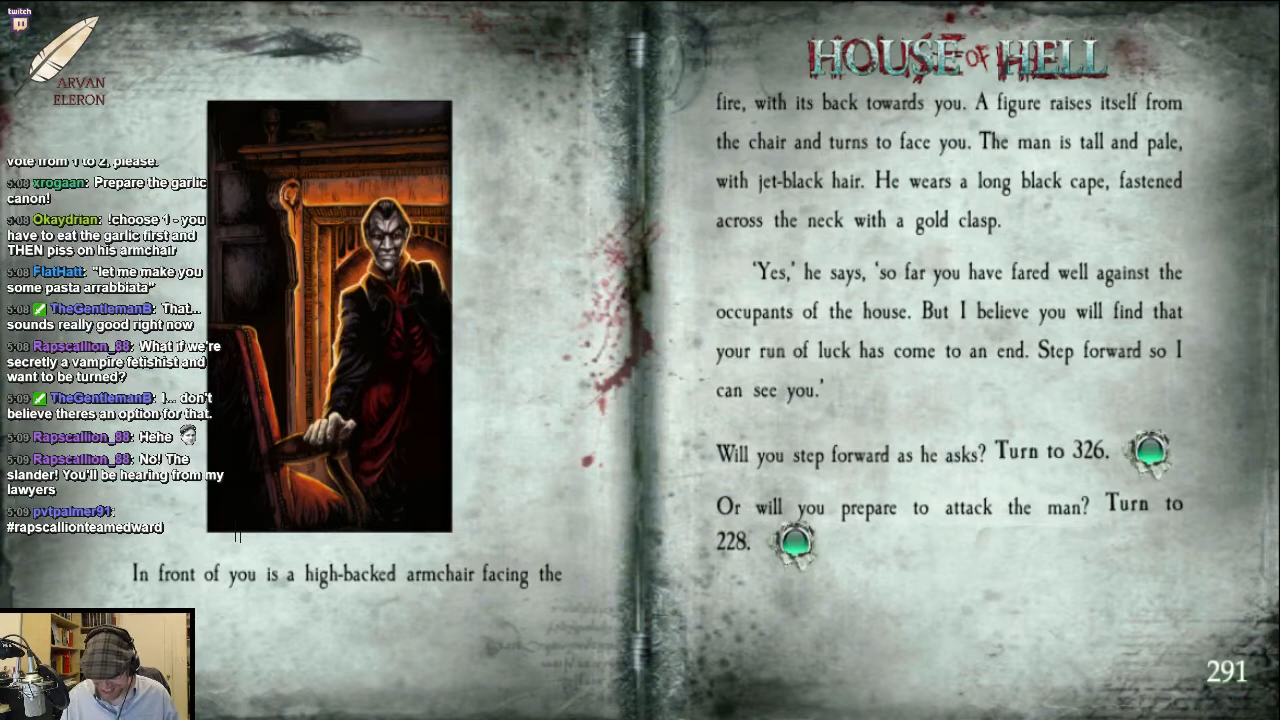 twitch
ARVAN
ELERON
vote from 1 to 2, please.
5:08 xrogaan: Prepare the garlic
canon!
5:08 Okaydrian: !choose 1 - you
have to eat the garlic first and
THEN piss on his armchair
5:08 FlatHatt: "let me make you
some pasta arrabbiata"
5:08 TheGentlemanB: That...
sounds really good right now
5:08 Rapscallion_88: What if we're
secretly a vampire fetishist and
want to be turned?
5:09 TheGentlemanB: I... don't
believe theres an option for that.
5:09 Rapscallion_88: Hehe
5:09 Rapscallion_88: No! The
slander! You'll be hearing from my
lawyers
5:09 pvtpalmer91:
#rapscallionteamedward
In front of you is a high-backed armchair facing the
HOUSE OF HELL
fire, with its back towards you. A figure raises itself from
the chair and turns to face you. The man is tall and pale,
with jet-black hair. He wears a long black cape, fastened
across the neck with a gold clasp.
'Yes,' he says, 'so far you have fared well against the
occupants of the house. But I believe you will find that
your run of luck has come to an end. Step forward so I
can see you.'
Will you step forward as he asks? Turn to 326.
Or will you prepare to attack the man? Turn to
228.
291